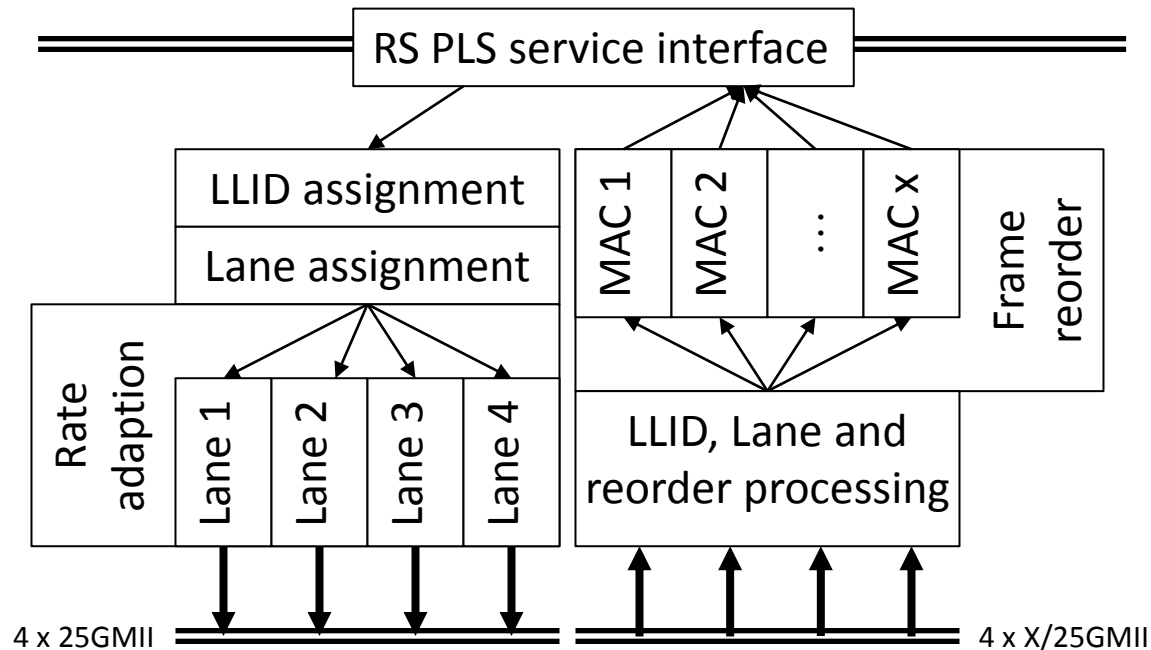 RS PLS service interface
LLID assignment
Lane assignment
Rate
adaption
Lane 1
Lane 2
Lane 3
Lane 4
MAC 1
MAC 2
…
MAC x
Frame
reorder
LLID, Lane and
reorder processing
4 x 25GMII
4 x X/25GMII